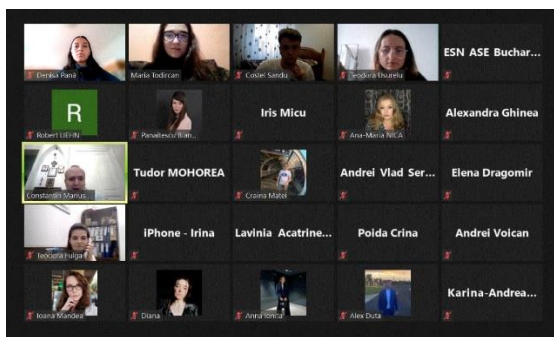 Denisa Pană
Maria Todircan
Costel Sandu
Teodora Usurelu
ESN ASE Buchar...
R
Robert LIEHN
Panaitescu Bian...
Iris Micu
Ana-Maria NICA
Alexandra Ghinea
Constantin Marius
Tudor MOHOREA
Craina Matei
Andrei Vlad Ser...
Elena Dragomir
Teodora Fulga
iPhone - Irina
Lavinia Acatrine...
Poida Crina
Andrei Voican
Ioana Mandea
Diana
Anna Ionita
Alex Duta
Karina-Andrea...